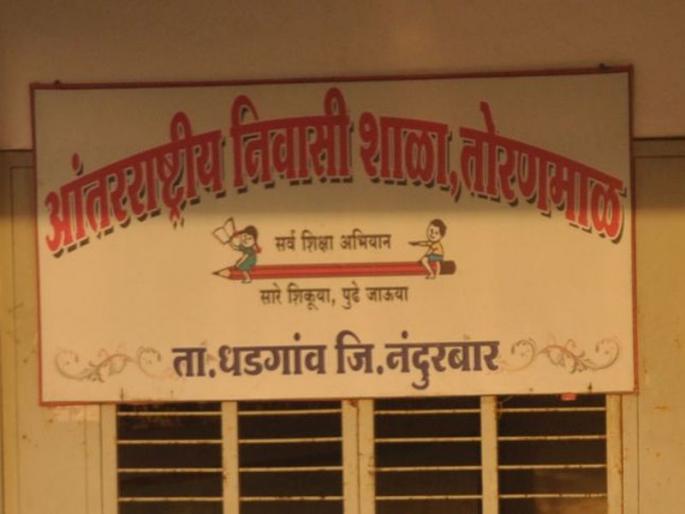 आंतरराष्ट्रीय निवासी शाळा, तोरणमाळ
सर्व शिक्षा अभियान
सारे शिकूया, पुढे जाऊया
ता.धडगांव जि.नंदुरबार